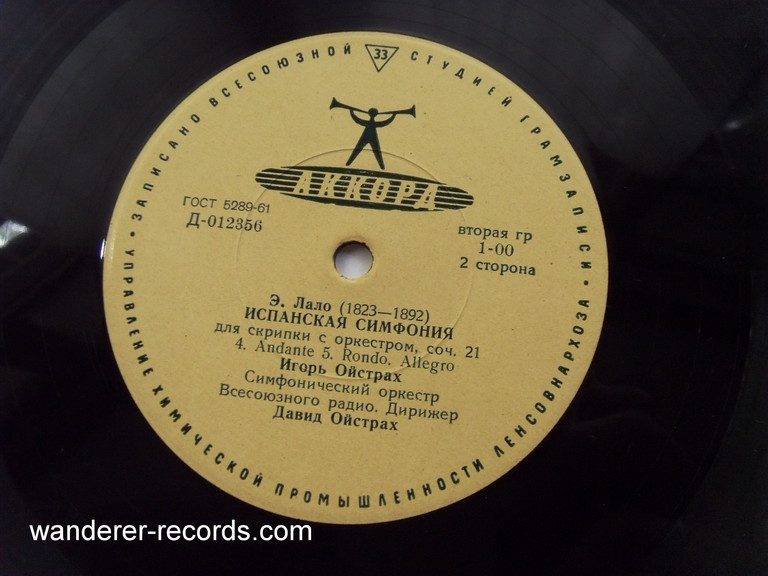 ЗАПИСАНО ВСЕСОЮЗНОЙ СТУДИЕЙ ГРАМЗАПИСИ •
УПРАВЛЕНИЕ ХИМИЧЕСКОЙ ПРОМЫШЛЕННОСТИ ЛЕНСОВНАРХОЗА •
33
АККОРД
ГОСТ 5289-61
Д-012356
вторая гр
1-00
2 сторона
Э. Лало (1823—1892)
ИСПАНСКАЯ СИМФОНИЯ
для скрипки с оркестром, соч. 21
4. Andante 5. Rondo. Allegro
Игорь Ойстрах
Симфонический оркестр
Всесоюзного радио. Дирижер
Давид Ойстрах
wanderer-records.com